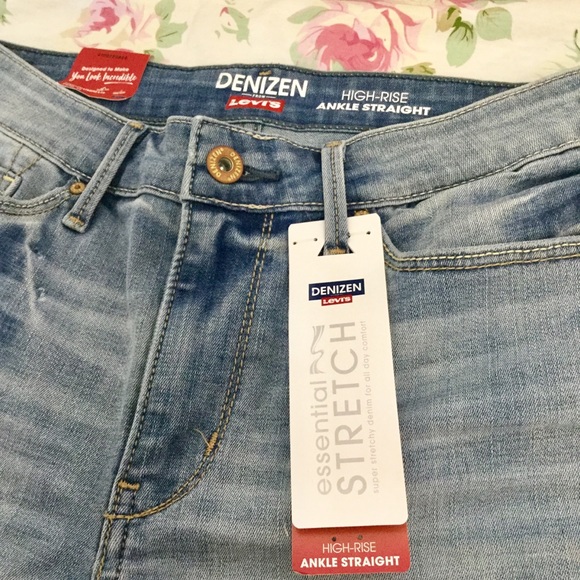 Designed to Make
You Look Incredible
DENIZEN
FROM
Levi's
HIGH-RISE
ANKLE STRAIGHT
DENIZEN
Levi's
essential
STRETCH
super stretchy denim for all day comfort
HIGH-RISE
ANKLE STRAIGHT